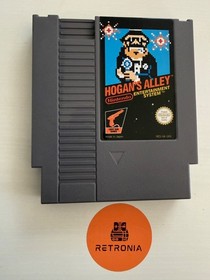 HOGAN'S ALLEY
Nintendo
ENTERTAINMENT
SYSTEM
RETRONIA